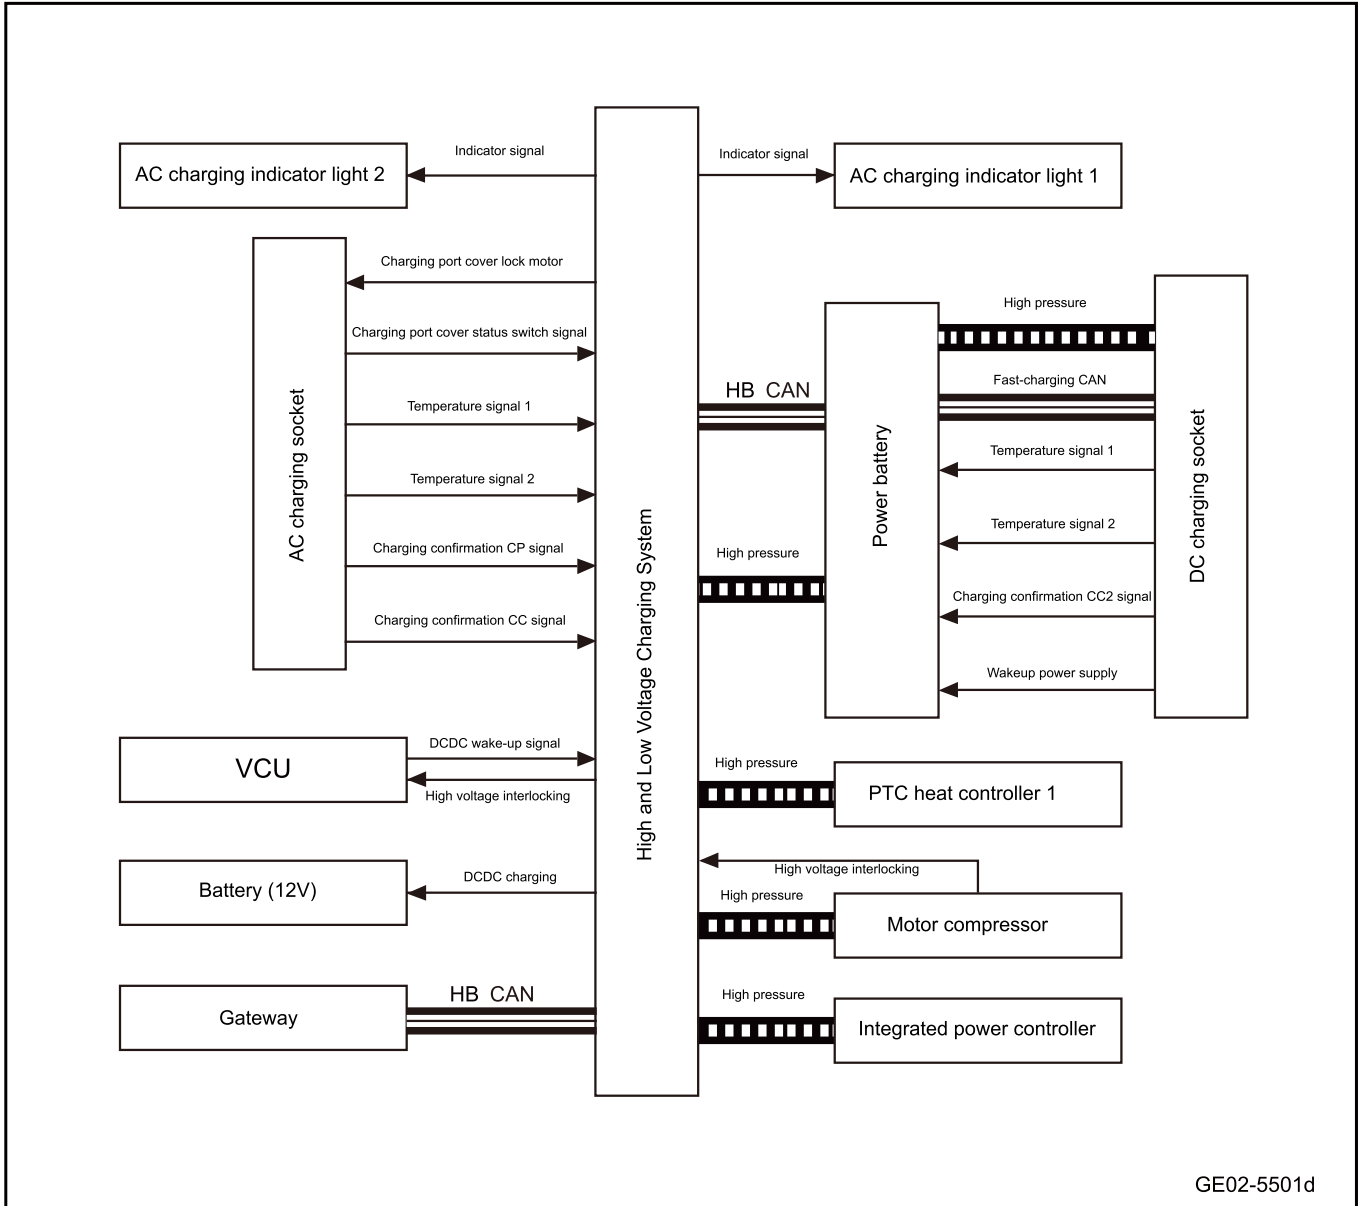 Indicator signal
Indicator signal
AC charging indicator light 2
AC charging indicator light 1
Charging port cover lock motor
Charging port cover status switch signal
Temperature signal 1
Temperature signal 2
Charging confirmation CP signal
Charging confirmation CC signal
AC charging socket
High and Low Voltage Charging System
HB CAN
High pressure
Power battery
High pressure
Fast-charging CAN
Temperature signal 1
Temperature signal 2
Charging confirmation CC2 signal
Wakeup power supply
DC charging socket
VCU
DCDC wake-up signal
High voltage interlocking
High pressure
PTC heat controller 1
Battery (12V)
DCDC charging
High voltage interlocking
High pressure
Motor compressor
Gateway
HB CAN
High pressure
Integrated power controller
GE02-5501d